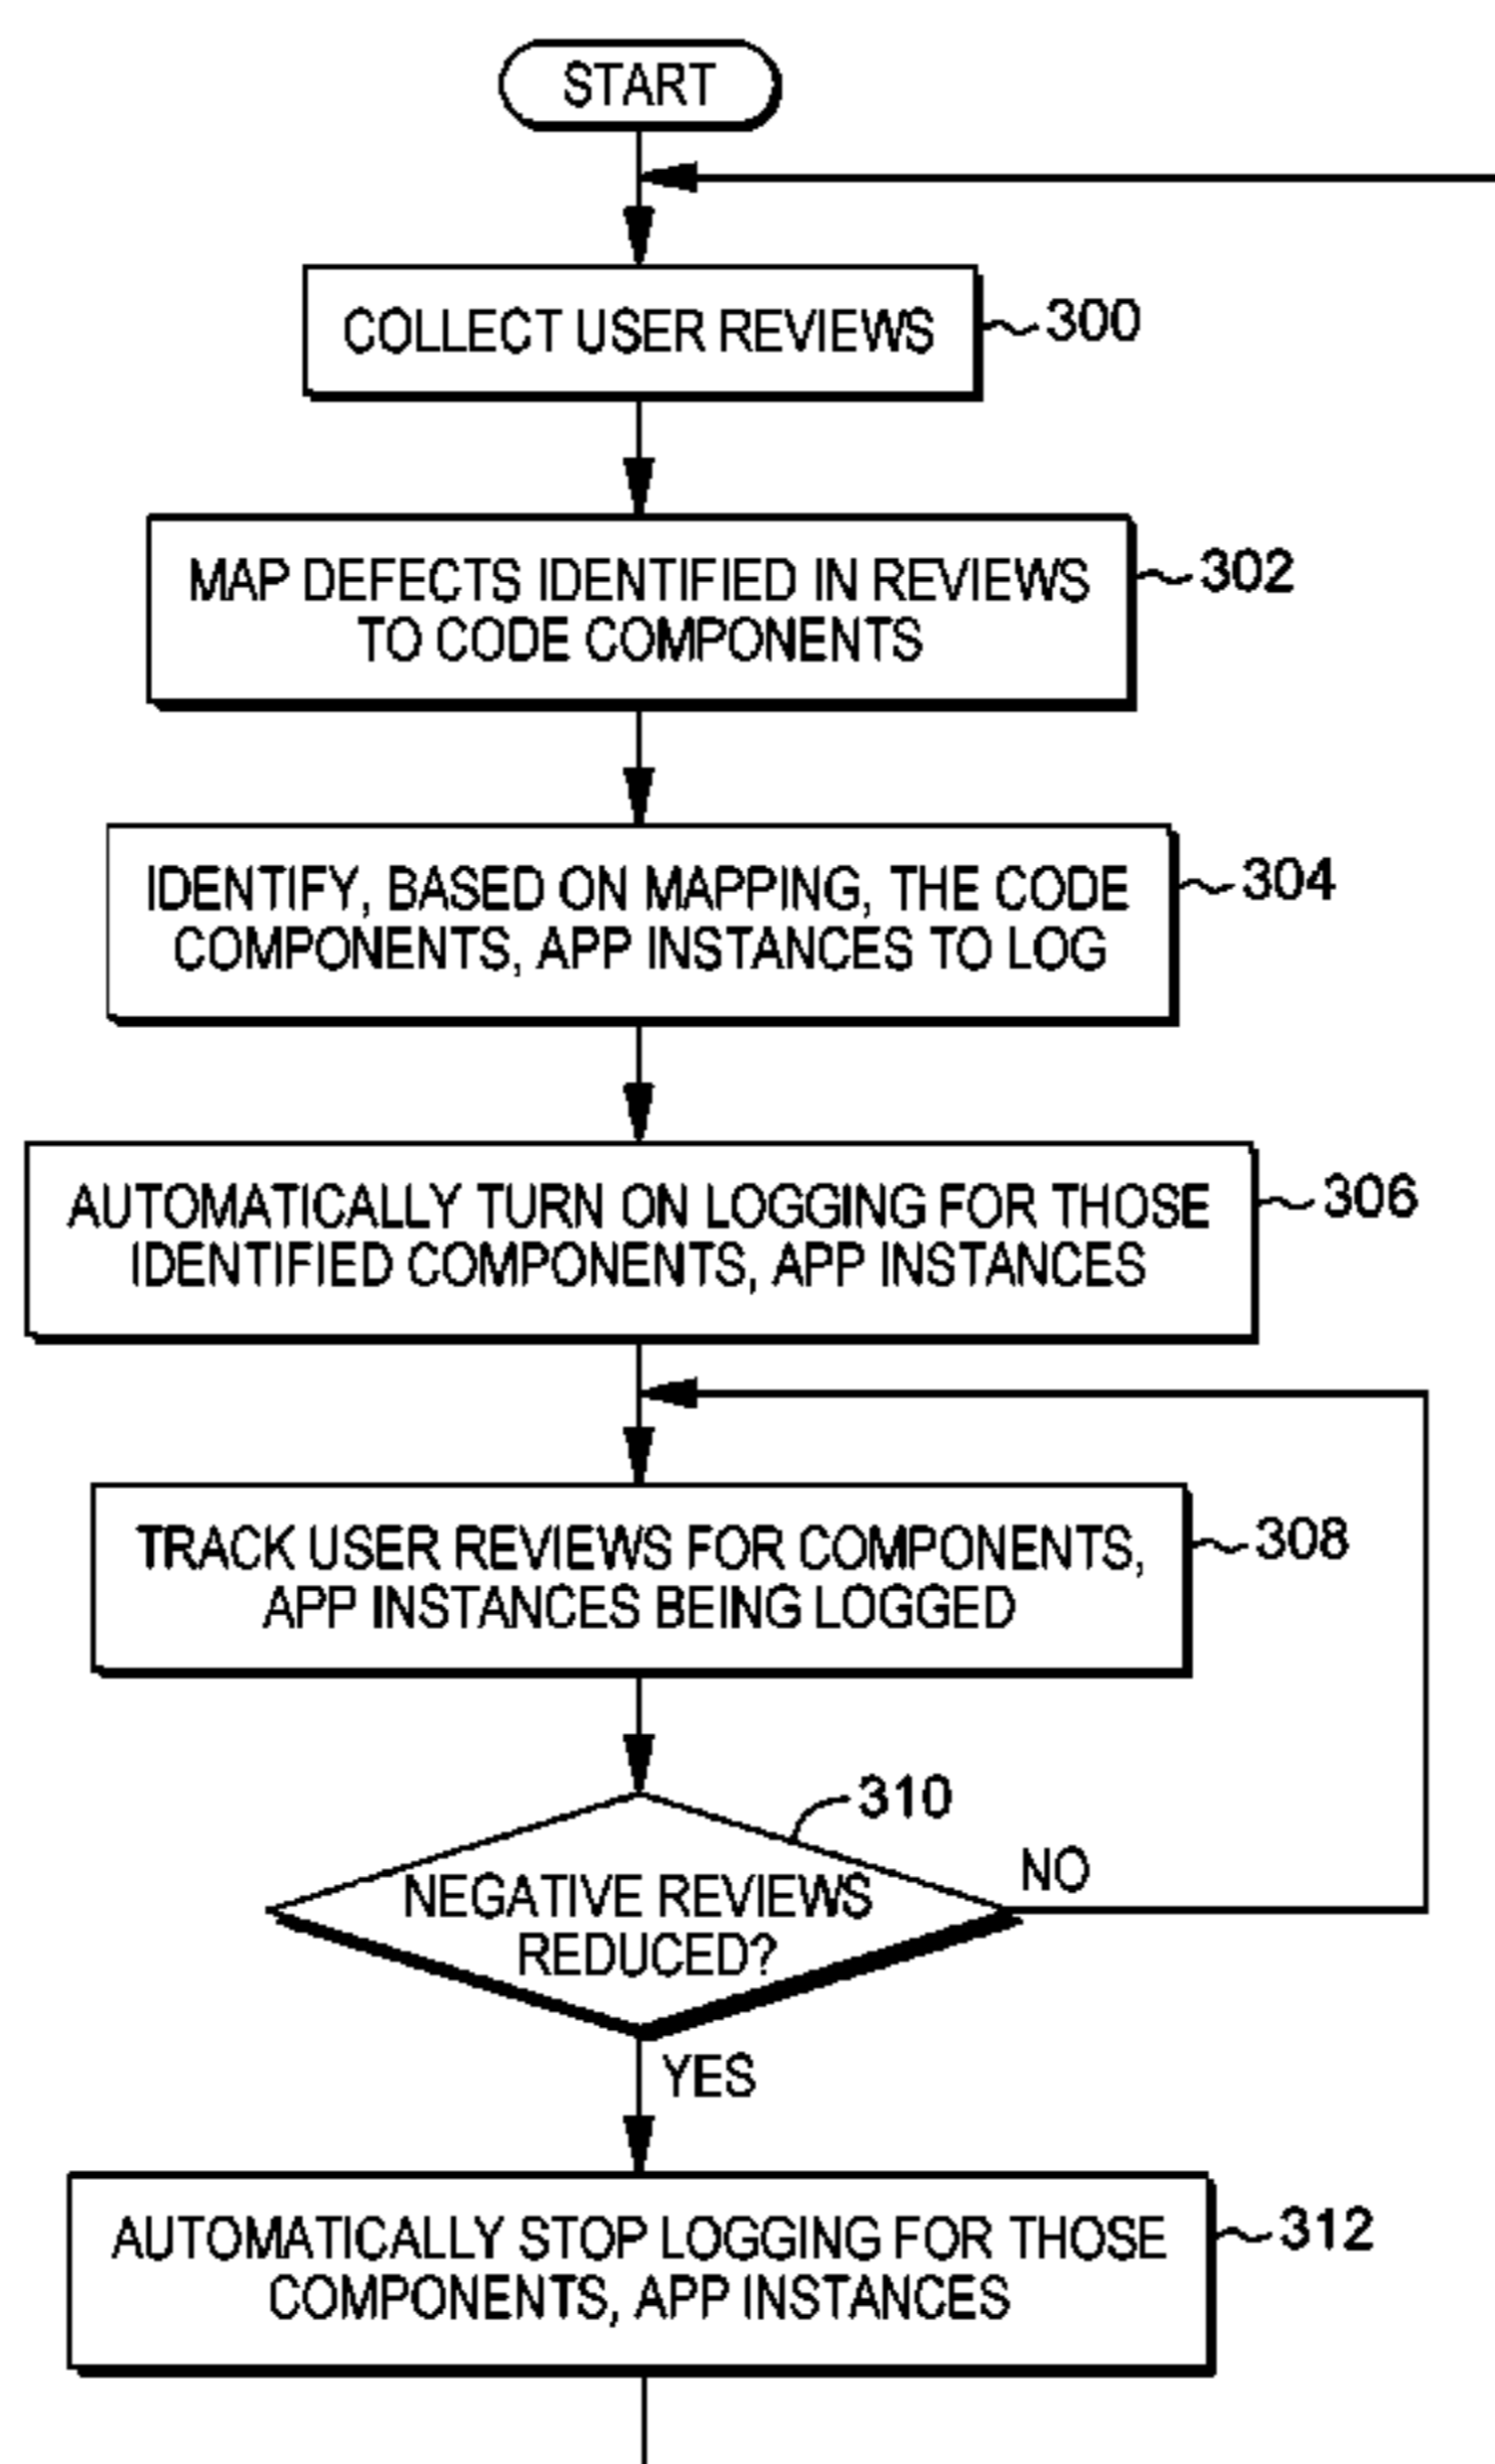 START
COLLECT USER REVIEWS
300
MAP DEFECTS IDENTIFIED IN REVIEWS
TO CODE COMPONENTS
302
IDENTIFY, BASED ON MAPPING, THE CODE
COMPONENTS, APP INSTANCES TO LOG
304
AUTOMATICALLY TURN ON LOGGING FOR THOSE
IDENTIFIED COMPONENTS, APP INSTANCES
306
TRACK USER REVIEWS FOR COMPONENTS,
APP INSTANCES BEING LOGGED
308
310
NEGATIVE REVIEWS
REDUCED?
NO
YES
AUTOMATICALLY STOP LOGGING FOR THOSE
COMPONENTS, APP INSTANCES
312